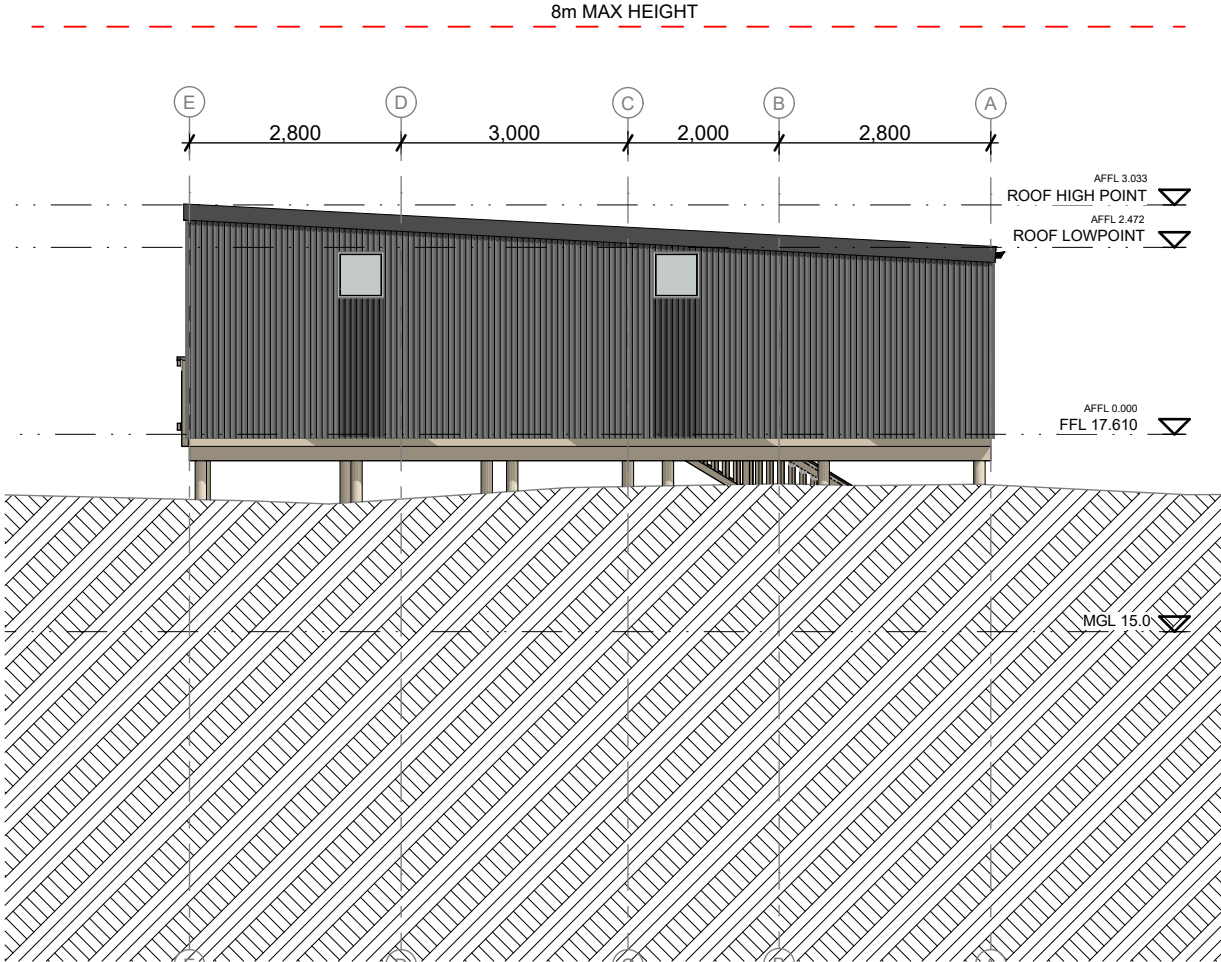 8m MAX HEIGHT
E D C B A
2,800 3,000 2,000 2,800
AFFL 3.033
ROOF HIGH POINT
AFFL 2.472
ROOF LOWPOINT
AFFL 0.000
FFL 17.610
MGL 15.0